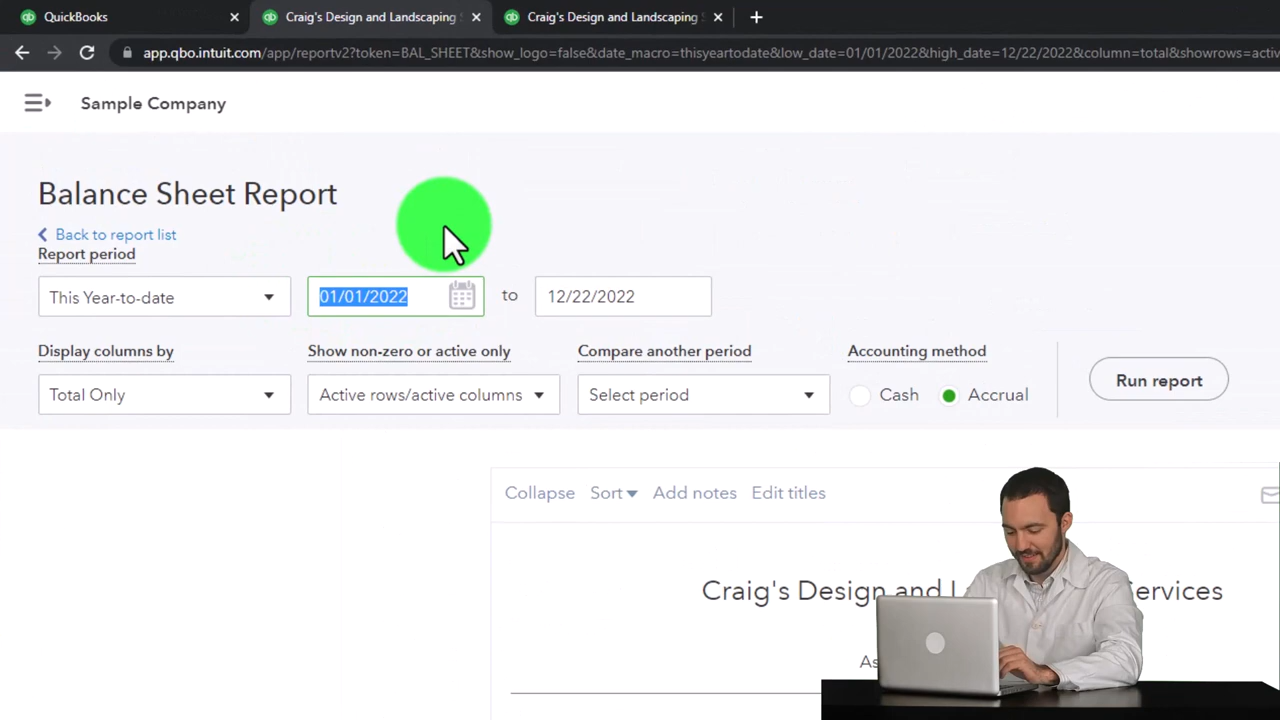 QuickBooks
Craig's Design and Landscaping
Craig's Design and Landscaping
app.qbo.intuit.com/app/reportv2?token=BAL_SHEET&show_logo=false&date_macro=thisyeartodate&low_date=01/01/2022&high_date=12/22/2022&column=total&showrows=activ
Sample Company
Balance Sheet Report
Back to report list
Report period
This Year-to-date
01/01/2022
to
12/22/2022
Display columns by
Show non-zero or active only
Compare another period
Accounting method
Total Only
Active rows/active columns
Select period
Cash
Accrual
Run report
Collapse
Sort
Add notes
Edit titles
Craig's Design and
ervices
As